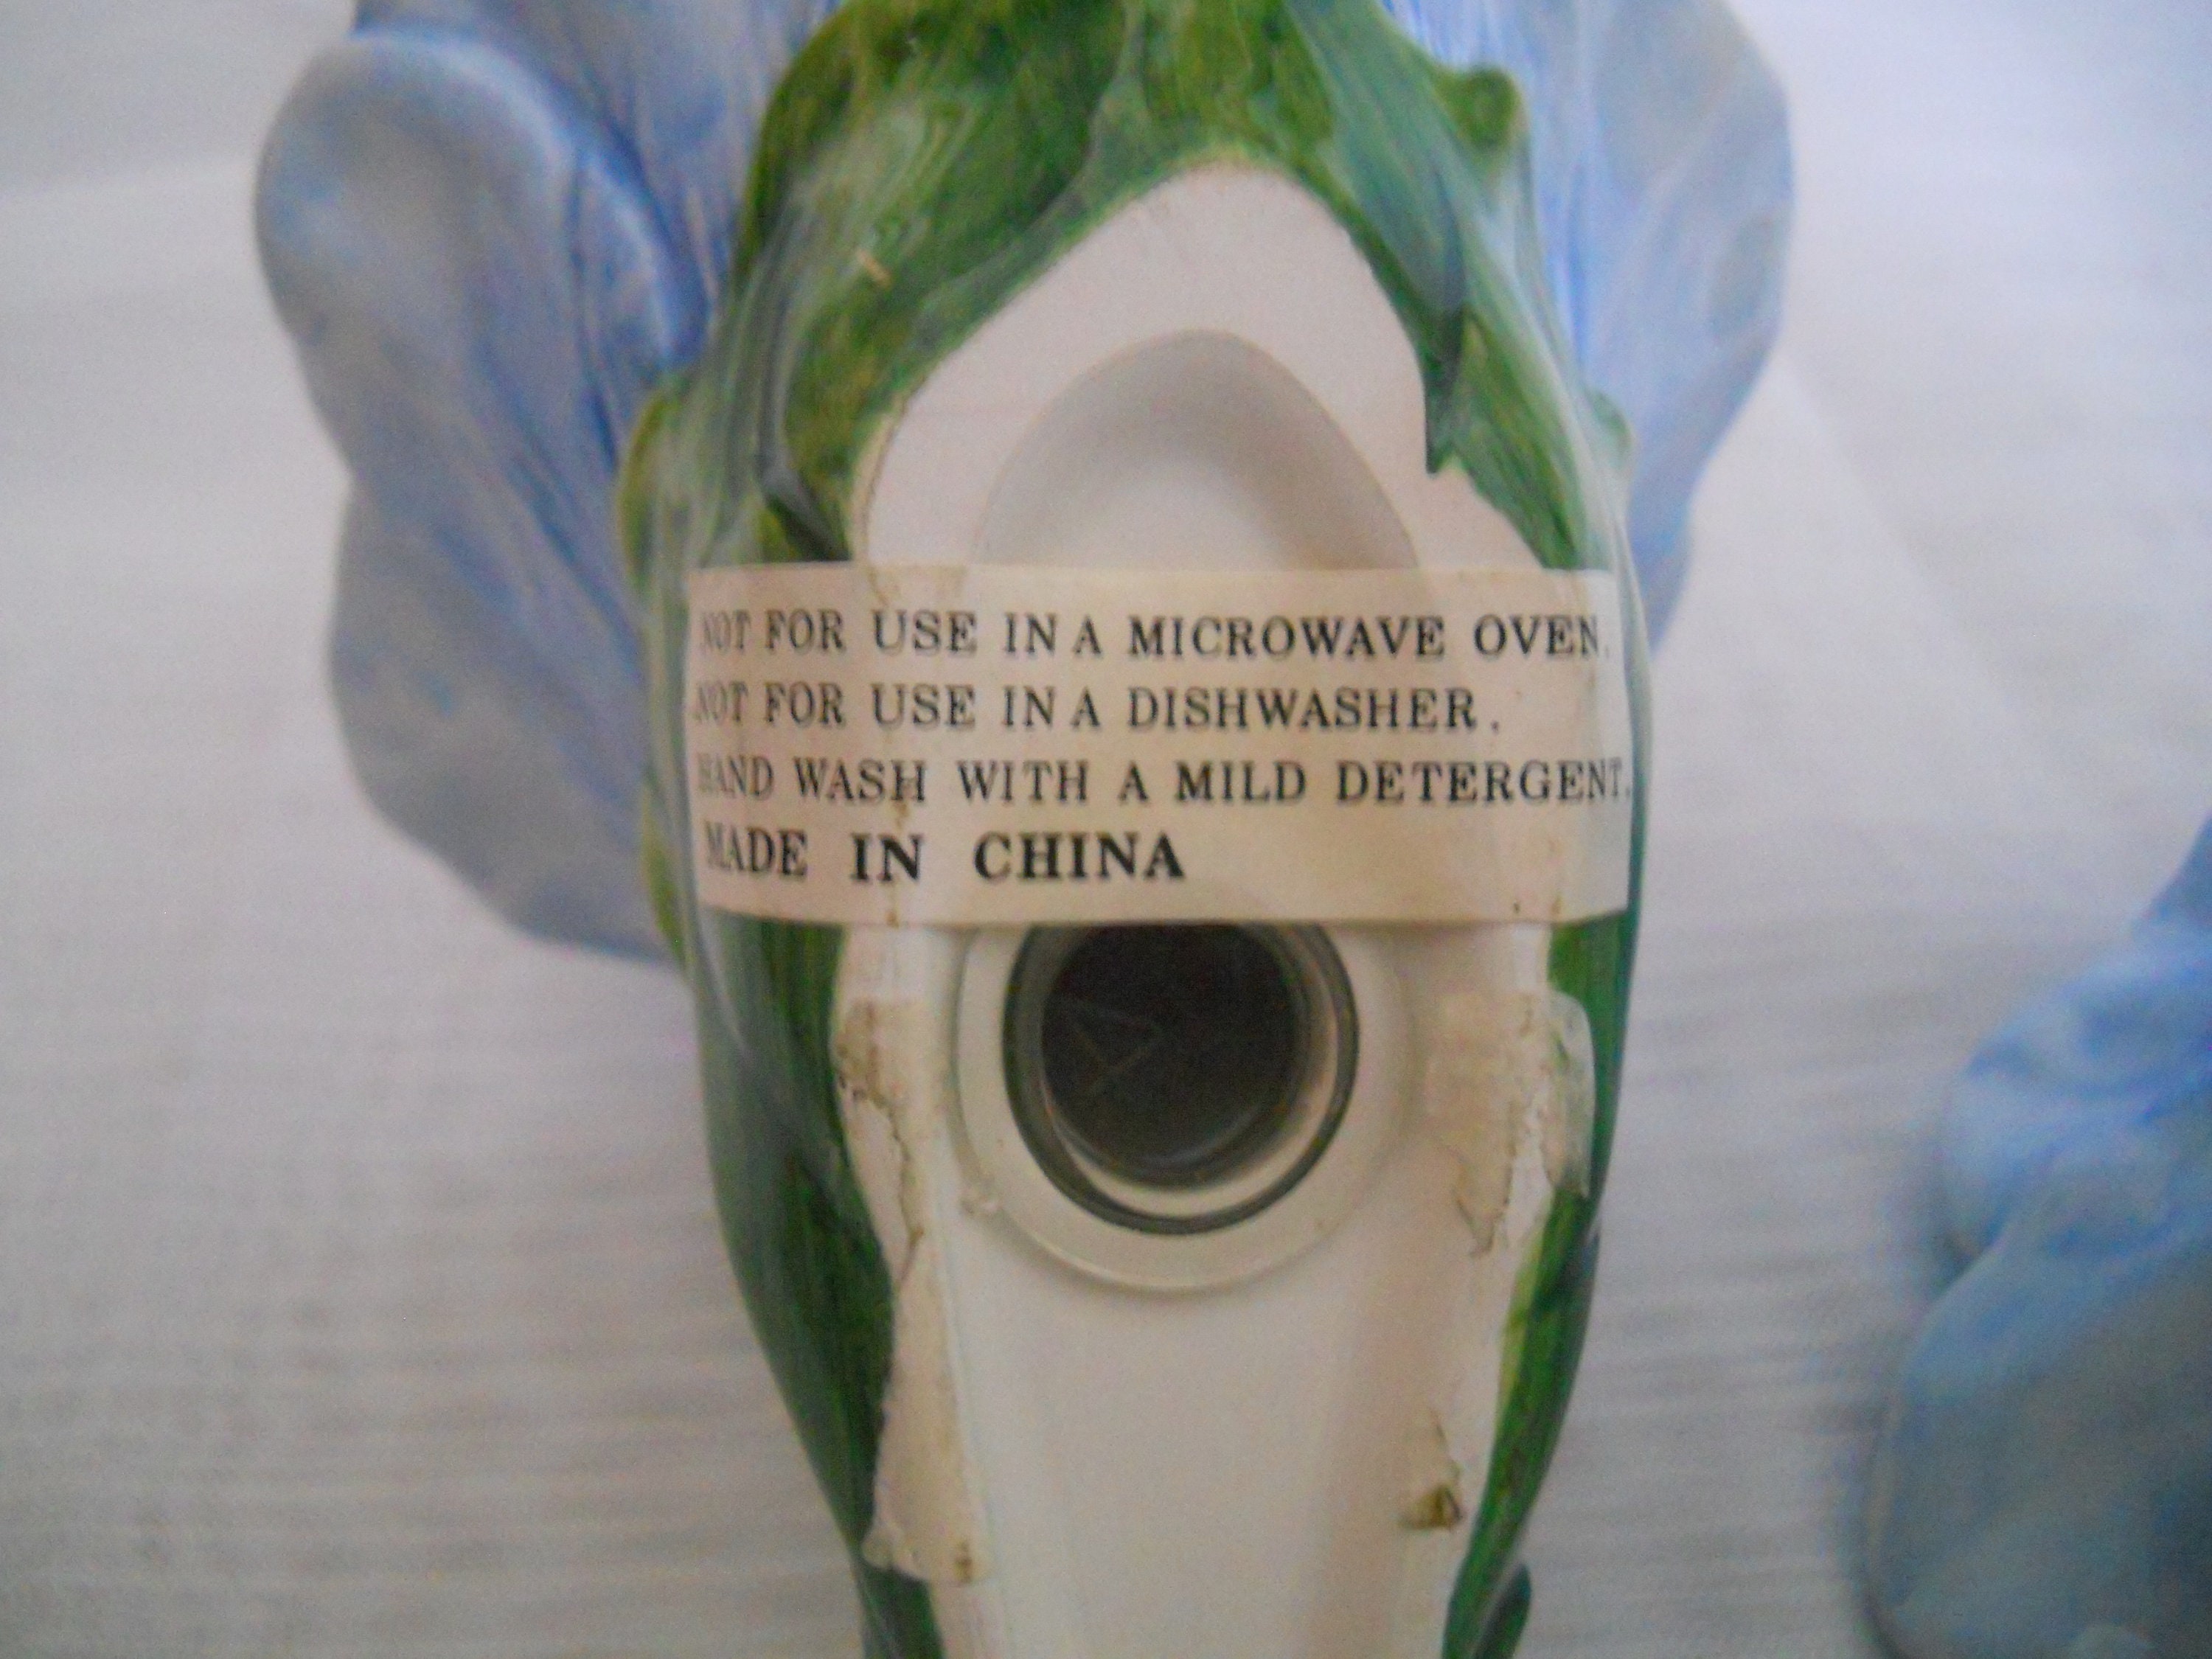 NOT FOR USE IN A MICROWAVE OVEN.
NOT FOR USE IN A DISHWASHER.
HAND WASH WITH A MILD DETERGENT.
MADE IN CHINA